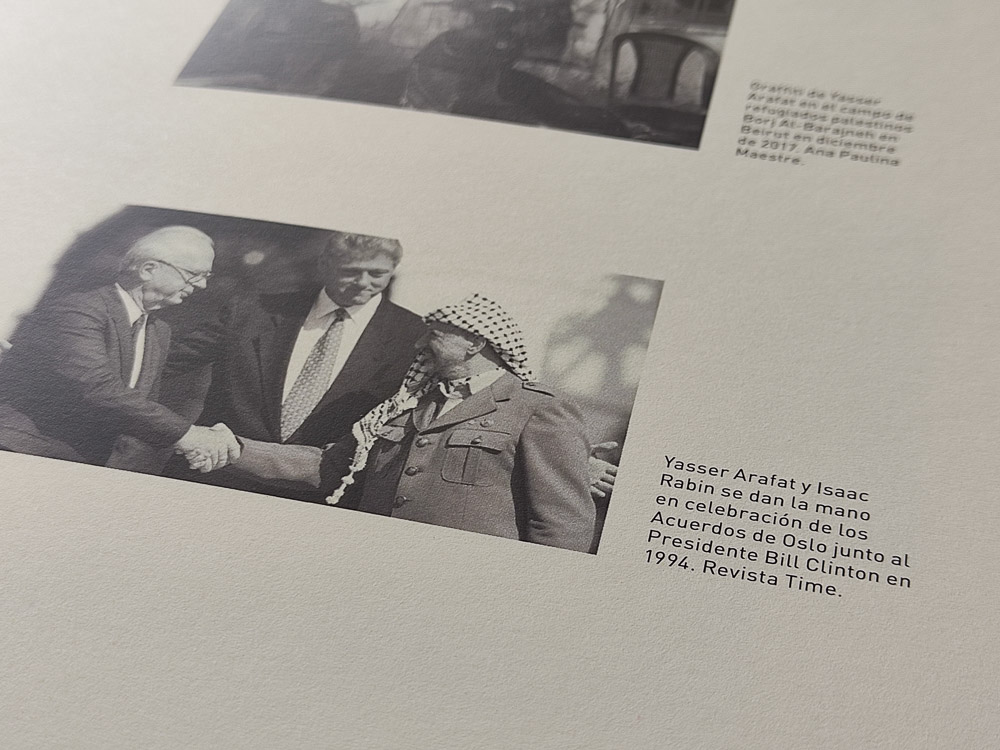 Graffiti de Yasser
Arafat en el campo de
refugiados palestinos
Borj Al-Barajneh en
Beirut en diciembre
de 2017. Ana Paulina
Maestre.
Yasser Arafat y Isaac
Rabin se dan la mano
en celebración de los
Acuerdos de Oslo junto al
Presidente Bill Clinton en
1994. Revista Time.